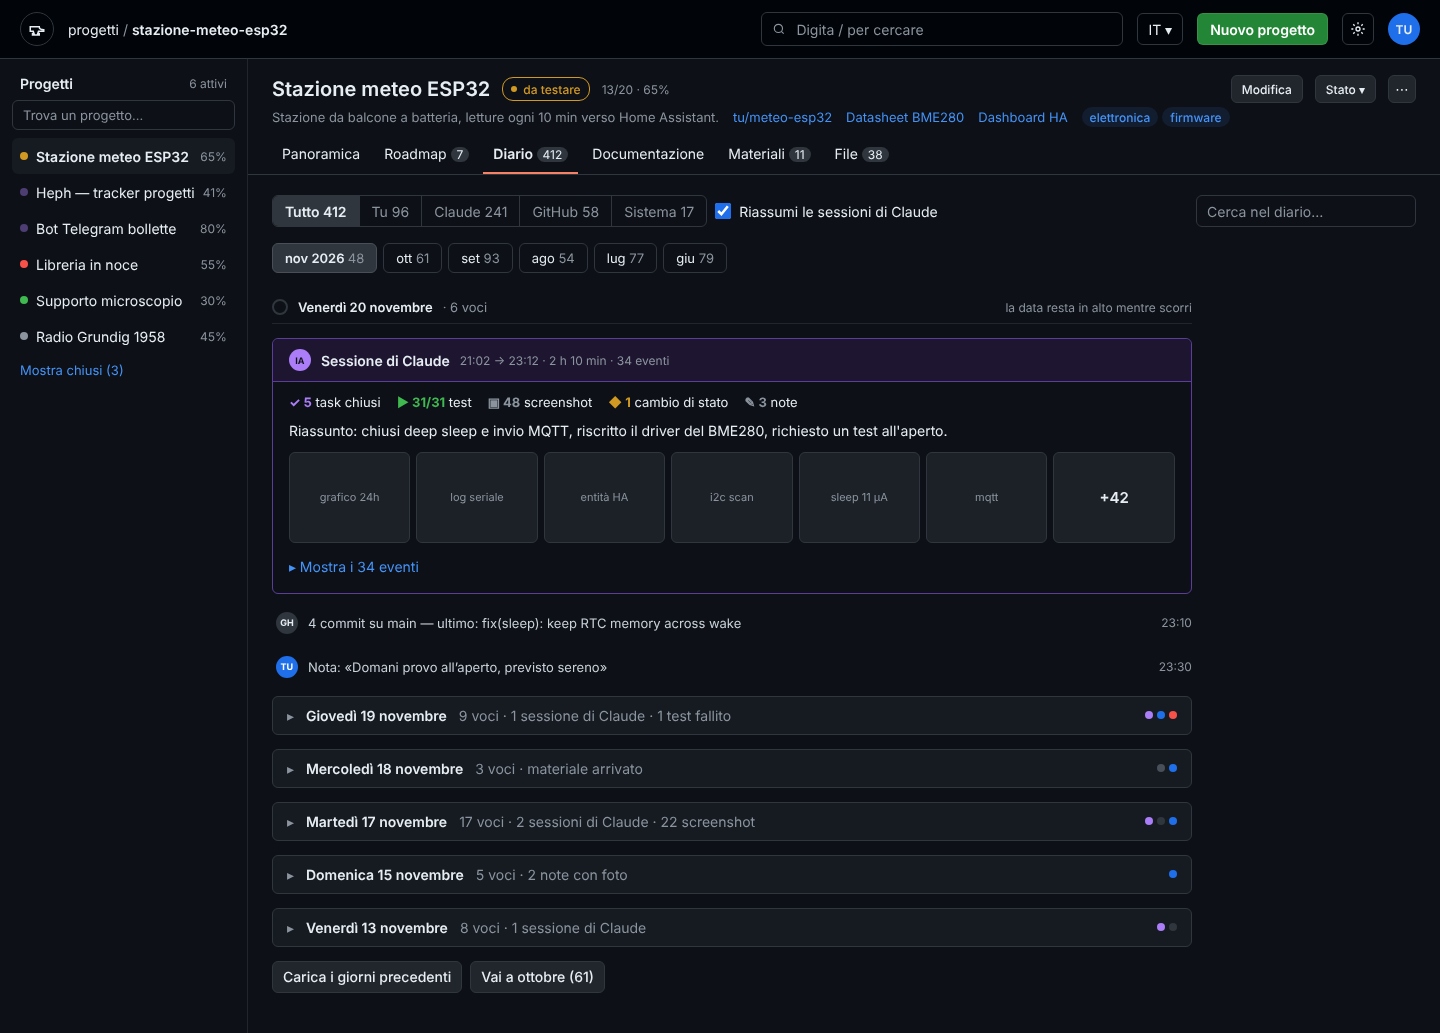 progetti / stazione-meteo-esp32
Digita / per cercare
IT ▾
Nuovo progetto
TU
Progetti
6 attivi
Trova un progetto...
Stazione meteo ESP32 65%
Heph — tracker progetti 41%
Bot Telegram bollette 80%
Libreria in noce 55%
Supporto microscopio 30%
Radio Grundig 1958 45%
Mostra chiusi (3)
Stazione meteo ESP32 da testare 13/20 · 65%
Modifica
Stato ▾
...
Stazione da balcone a batteria, letture ogni 10 min verso Home Assistant. tu/meteo-esp32 Datasheet BME280 Dashboard HA elettronica firmware
Panoramica Roadmap 7 Diario 412 Documentazione Materiali 11 File 38
Tutto 412 Tu 96 Claude 241 GitHub 58 Sistema 17 Riassumi le sessioni di Claude
Cerca nel diario...
nov 2026 48 ott 61 set 93 ago 54 lug 77 giu 79
Venerdì 20 novembre · 6 voci la data resta in alto mentre scorri
IA Sessione di Claude 21:02 → 23:12 · 2 h 10 min · 34 eventi
✓ 5 task chiusi ▶ 31/31 test ▣ 48 screenshot ◆ 1 cambio di stato ✎ 3 note
Riassunto: chiusi deep sleep e invio MQTT, riscritto il driver del BME280, richiesto un test all'aperto.
grafico 24h log seriale entità HA i2c scan sleep 11 µA mqtt +42
▸ Mostra i 34 eventi
GH 4 commit su main — ultimo: fix(sleep): keep RTC memory across wake 23:10
TU Nota: «Domani provo all'aperto, previsto sereno» 23:30
▸ Giovedì 19 novembre 9 voci · 1 sessione di Claude · 1 test fallito
▸ Mercoledì 18 novembre 3 voci · materiale arrivato
▸ Martedì 17 novembre 17 voci · 2 sessioni di Claude · 22 screenshot
▸ Domenica 15 novembre 5 voci · 2 note con foto
▸ Venerdì 13 novembre 8 voci · 1 sessione di Claude
Carica i giorni precedenti Vai a ottobre (61)